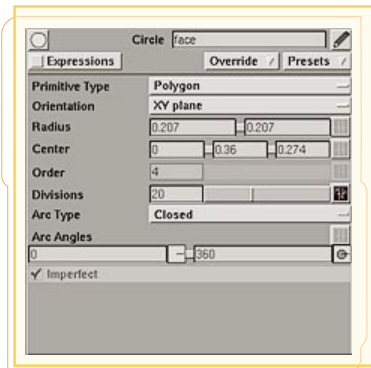 Circle face
Expressions Override Presets
Primitive Type Polygon
Orientation XY plane
Radius 0.207 0.207
Center 0 0.36 0.274
Order 4
Divisions 20
Arc Type Closed
Arc Angles
0 360
Imperfect